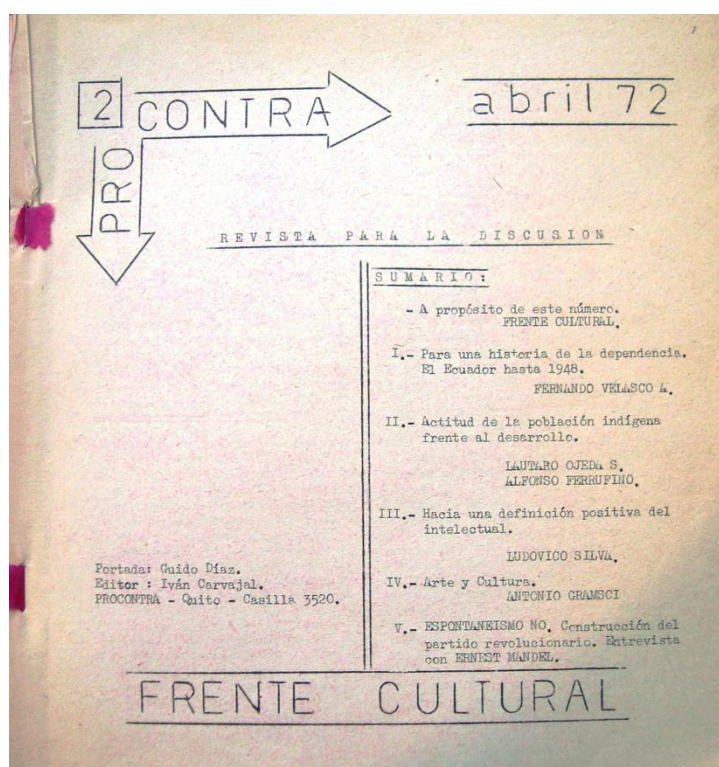 2
CONTRA
PRO
abril 72
REVISTA PARA LA DISCUSION
SUMARIO:
- A propósito de este número.
FRENTE CULTURAL.
I.- Para una historia de la dependencia.
El Ecuador hasta 1948.
FERNANDO VELASCO A.
II.- Actitud de la población indígena
frente al desarrollo.
LAUTARO OJEDA S.
ALFONSO FERRUFINO.
III.- Hacia una definición positiva del
intelectual.
LUDOVICO SILVA.
IV.- Arte y Cultura.
ANTONIO GRAMSCI
V.- ESPONTANEISMO NO. Construcción del
partido revolucionario. Entrevista
con ERNEST MANDEL.
Portada: Guido Díaz.
Editor : Iván Carvajal.
PROCONTRA - Quito - Casilla 3520.
FRENTE CULTURAL